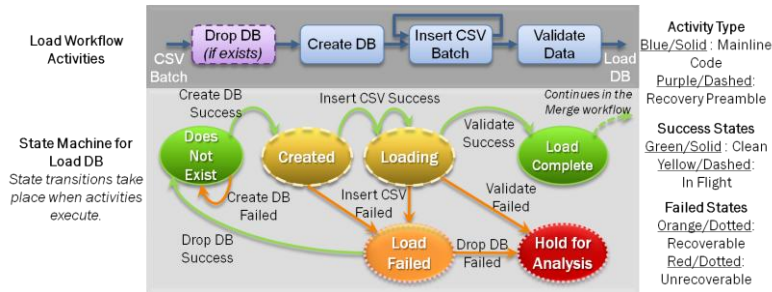 Load Workflow
Activities
CSV
Batch
Drop DB
(if exists)
Create DB
Insert CSV
Batch
Validate
Data
Load
DB
Activity Type
Blue/Solid : Mainline
Code
Purple/Dashed:
Recovery Preamble
Success States
Green/Solid : Clean
Yellow/Dashed:
In Flight
Failed States
Orange/Dotted:
Recoverable
Red/Dotted:
Unrecoverable
State Machine for
Load DB
State transitions take
place when activities
execute.
Create DB
Success
Insert CSV Success
Continues in the
Merge workflow
Does
Not
Exist
Created
Loading
Validate
Success
Load
Complete
Create DB
Failed
Insert CSV
Failed
Validate
Failed
Drop DB
Success
Load
Failed
Drop DB
Failed
Hold for
Analysis